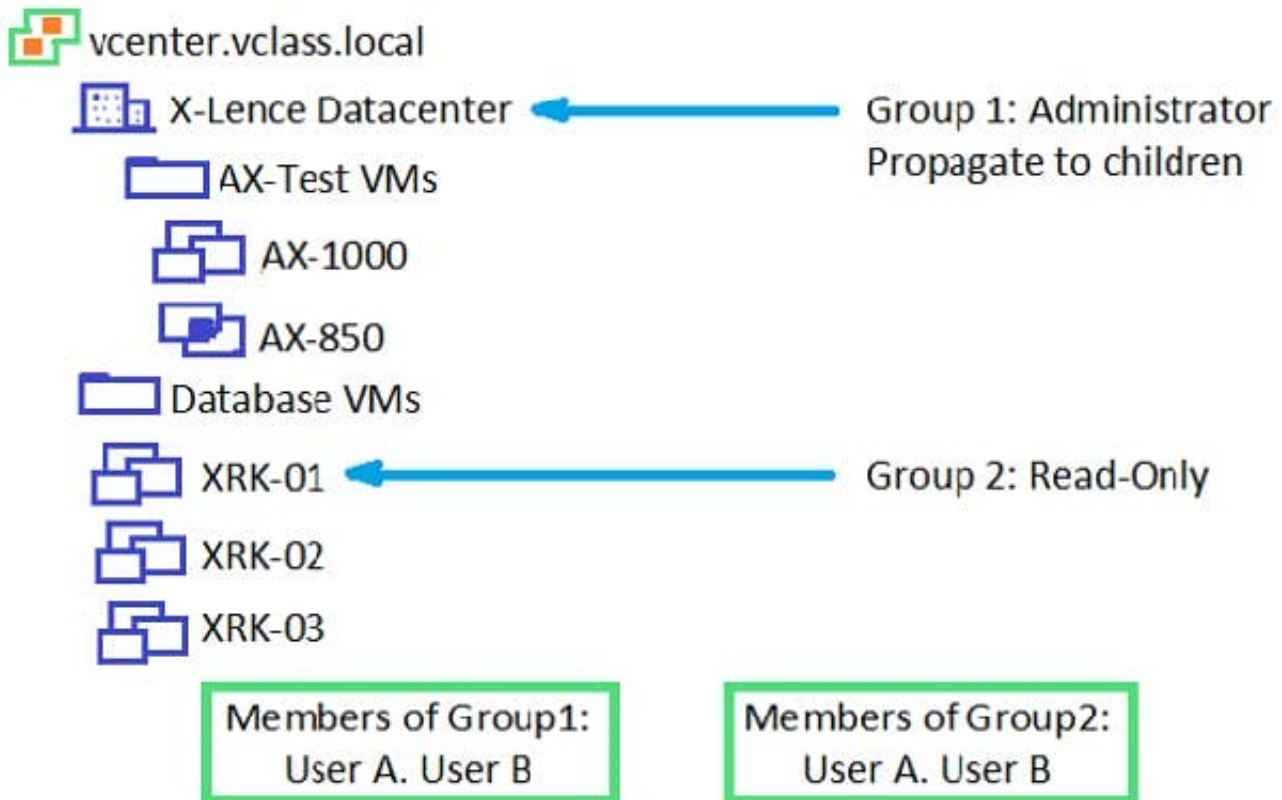 vcenter.vclass.local
X-Lence Datacenter
Group 1: Administrator
Propagate to children
AX-Test VMs
AX-1000
AX-850
Database VMs
XRK-01
Group 2: Read-Only
XRK-02
XRK-03
Members of Group1:
User A. User B
Members of Group2:
User A. User B